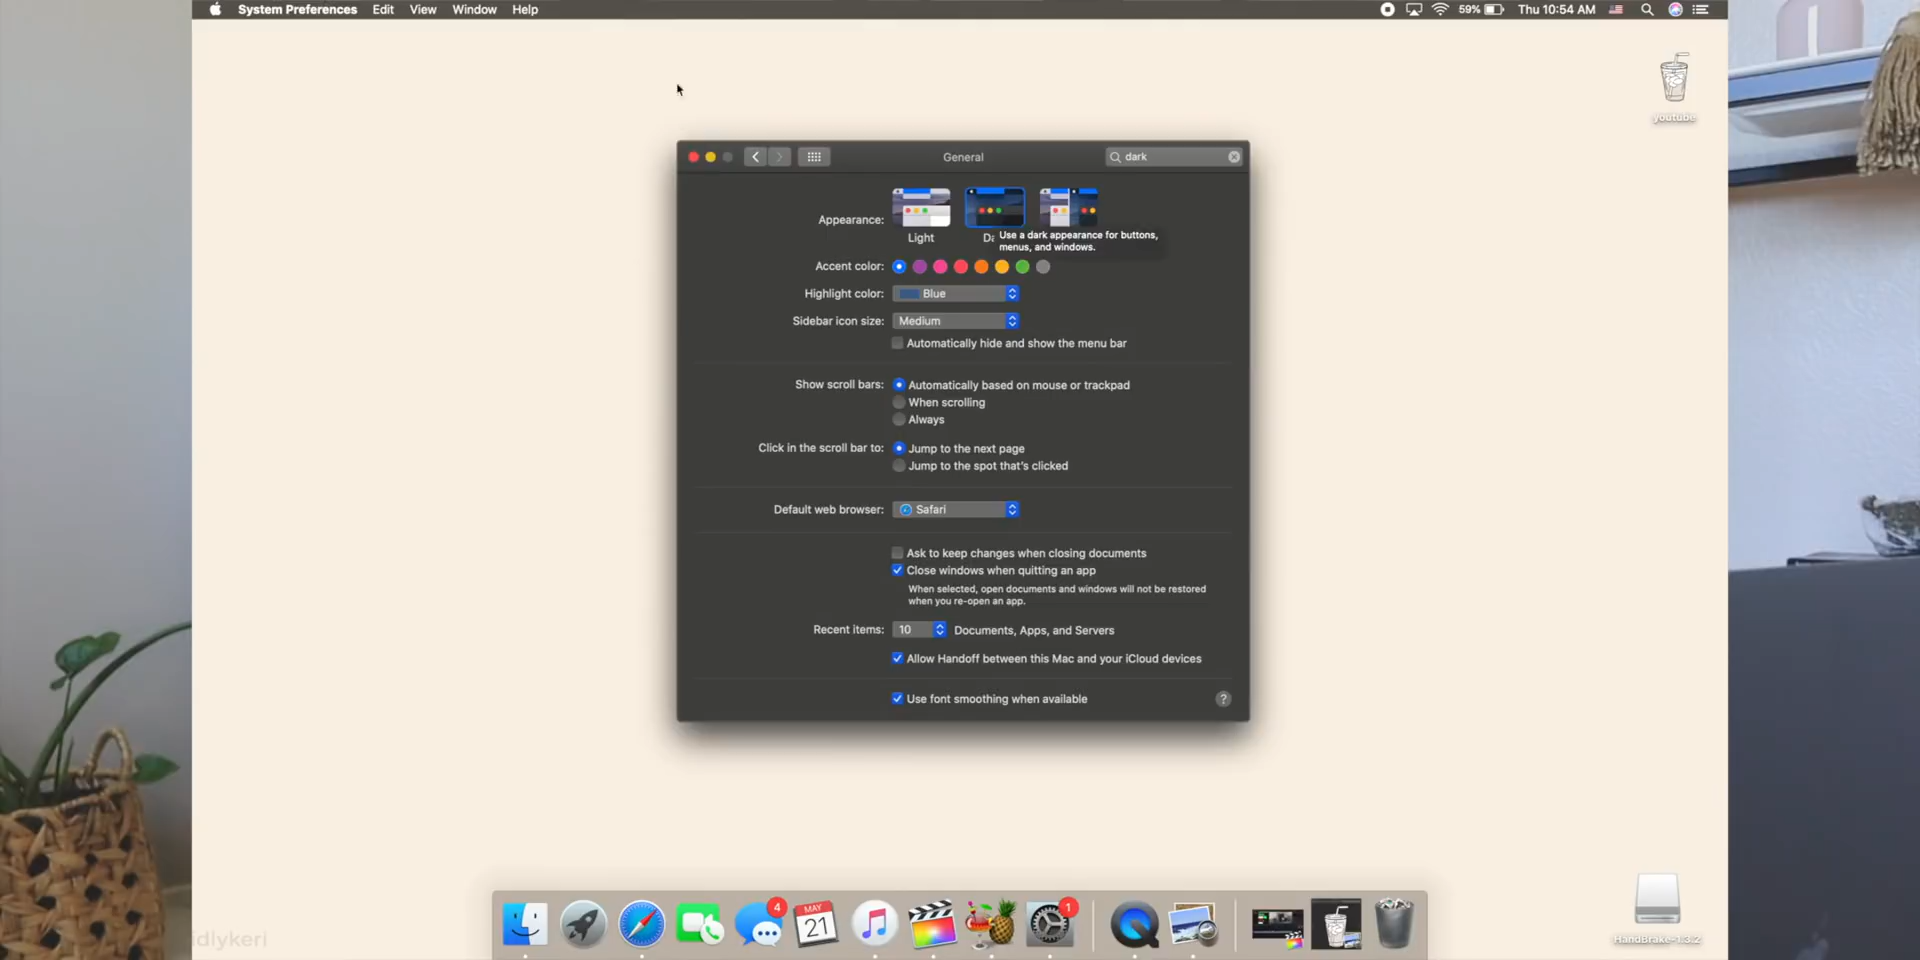 System Preferences Edit View Window Help
59% Thu 10:54 AM
youtube
General
dark
Appearance:
Light
Da
Use a dark appearance for buttons,
menus, and windows.
Accent color:
Highlight color: Blue
Sidebar icon size: Medium
Automatically hide and show the menu bar
Show scroll bars: Automatically based on mouse or trackpad
When scrolling
Always
Click in the scroll bar to: Jump to the next page
Jump to the spot that's clicked
Default web browser: Safari
Ask to keep changes when closing documents
Close windows when quitting an app
When selected, open documents and windows will not be restored
when you re-open an app.
Recent items: 10 Documents, Apps, and Servers
Allow Handoff between this Mac and your iCloud devices
Use font smoothing when available ?
4
MAY
21
1
HandBrake-1.3.2
idlykeri